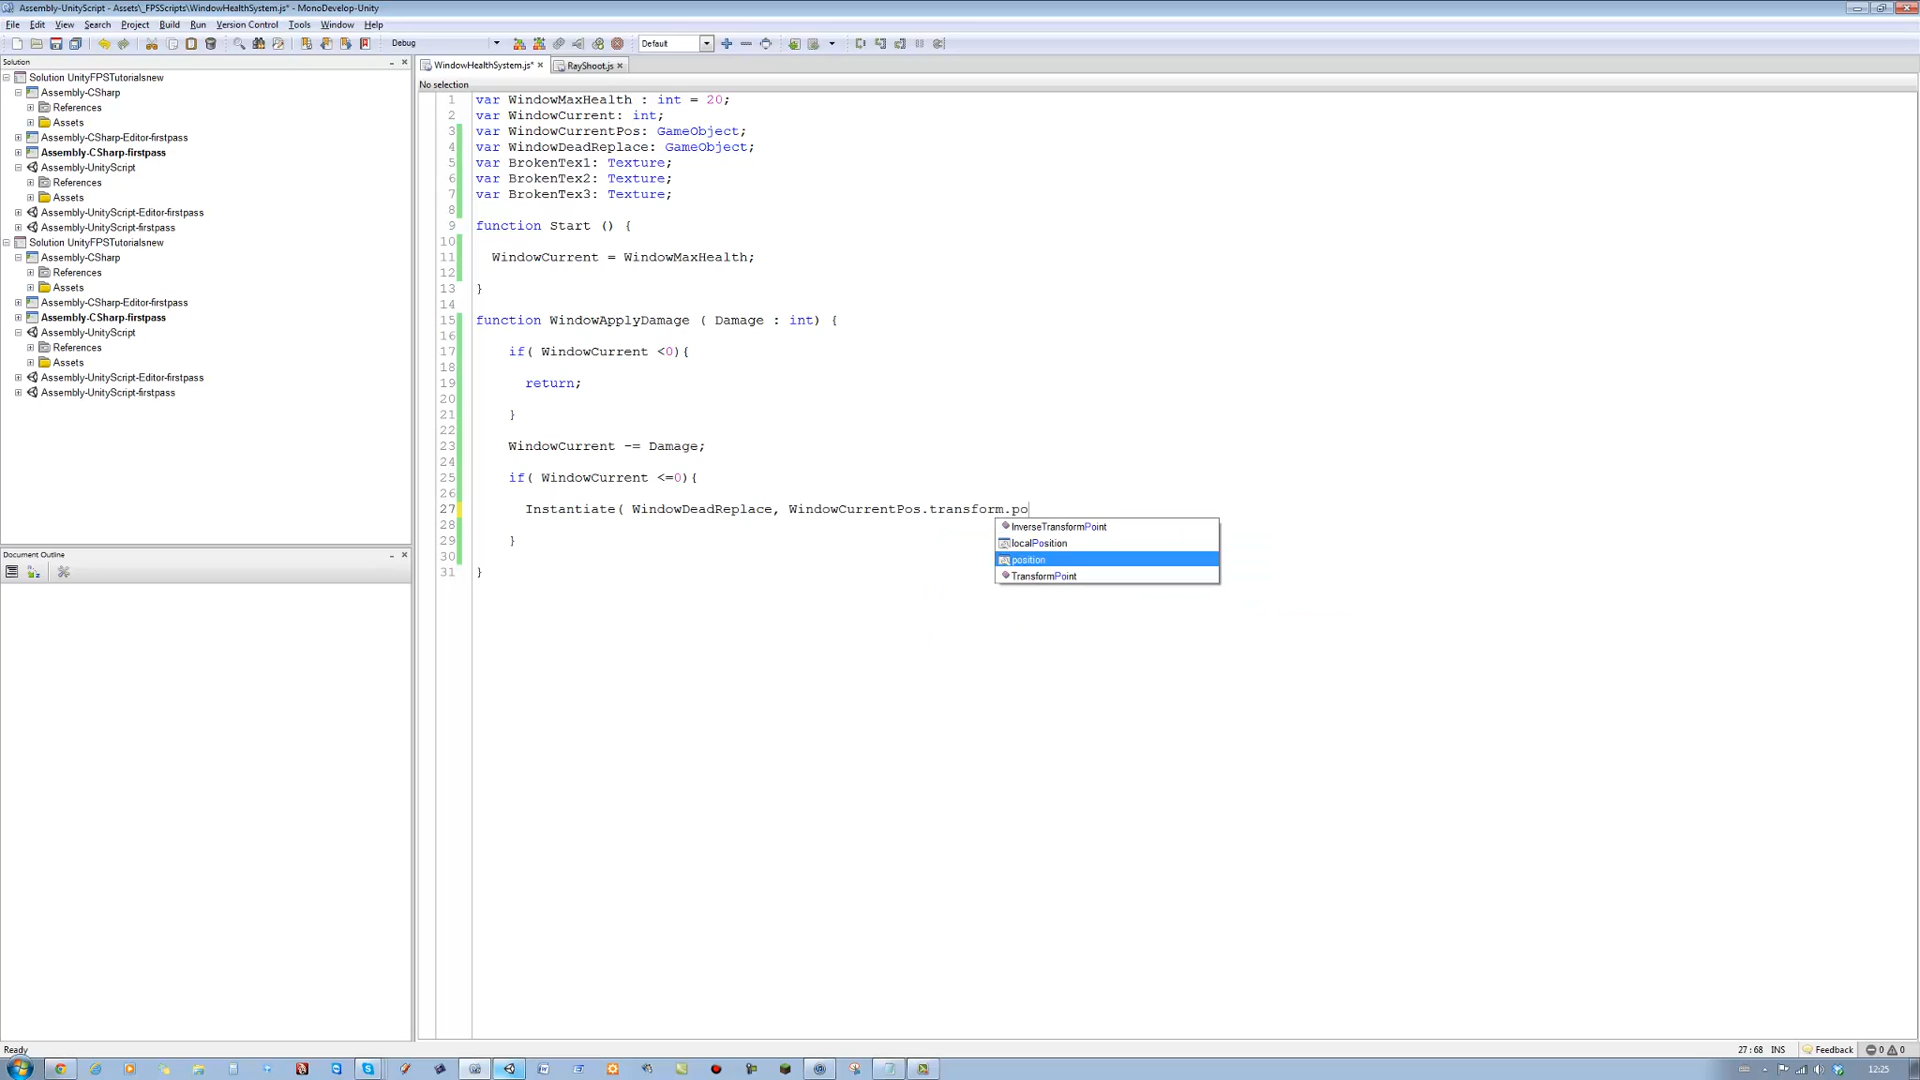 Assembly-UnityScript - Assets\_FPSScripts\WindowHealthSystem.js* - MonoDevelop-Unity
File Edit View Search Project Build Run Version Control Tools Window Help
Debug
Default
Solution
Solution UnityFPSTutorialsnew
Assembly-CSharp
References
Assets
Assembly-CSharp-Editor-firstpass
Assembly-CSharp-firstpass
Assembly-UnityScript
References
Assets
Assembly-UnityScript-Editor-firstpass
Assembly-UnityScript-firstpass
Solution UnityFPSTutorialsnew
Assembly-CSharp
References
Assets
Assembly-CSharp-Editor-firstpass
Assembly-CSharp-firstpass
Assembly-UnityScript
References
Assets
Assembly-UnityScript-Editor-firstpass
Assembly-UnityScript-firstpass
Document Outline
WindowHealthSystem.js* RayShoot.js
No selection
1 var WindowMaxHealth : int = 20;
2 var WindowCurrent: int;
3 var WindowCurrentPos: GameObject;
4 var WindowDeadReplace: GameObject;
5 var BrokenTex1: Texture;
6 var BrokenTex2: Texture;
7 var BrokenTex3: Texture;
8
9 function Start () {
10
11 WindowCurrent = WindowMaxHealth;
12
13 }
14
15 function WindowApplyDamage ( Damage : int) {
16
17 if( WindowCurrent <0){
18
19 return;
20
21 }
22
23 WindowCurrent -= Damage;
24
25 if( WindowCurrent <=0){
26
27 Instantiate( WindowDeadReplace, WindowCurrentPos.transform.po
28
29 }
30
31 }
InverseTransformPoint
localPosition
position
TransformPoint
Ready
27 : 68 INS Feedback 0 0
12:25